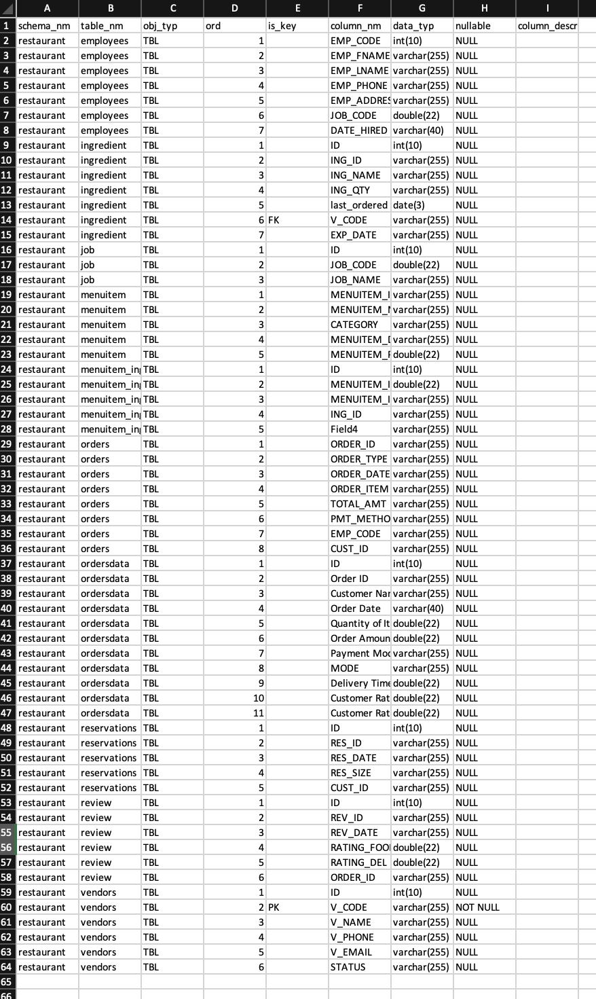 A B C D E F G H I
1 schema_nm table_nm obj_typ ord is_key column_nm data_typ nullable column_descr
2 restaurant employees TBL 1 EMP_CODE int(10) NULL
3 restaurant employees TBL 2 EMP_FNAME varchar(255) NULL
4 restaurant employees TBL 3 EMP_LNAME varchar(255) NULL
5 restaurant employees TBL 4 EMP_PHONE varchar(255) NULL
6 restaurant employees TBL 5 EMP_ADDRES varchar(255) NULL
7 restaurant employees TBL 6 JOB_CODE double(22) NULL
8 restaurant employees TBL 7 DATE_HIRED varchar(40) NULL
9 restaurant ingredient TBL 1 ID int(10) NULL
10 restaurant ingredient TBL 2 ING_ID varchar(255) NULL
11 restaurant ingredient TBL 3 ING_NAME varchar(255) NULL
12 restaurant ingredient TBL 4 ING_QTY varchar(255) NULL
13 restaurant ingredient TBL 5 last_ordered date(3) NULL
14 restaurant ingredient TBL 6 FK V_CODE varchar(255) NULL
15 restaurant ingredient TBL 7 EXP_DATE varchar(255) NULL
16 restaurant job TBL 1 ID int(10) NULL
17 restaurant job TBL 2 JOB_CODE double(22) NULL
18 restaurant job TBL 3 JOB_NAME varchar(255) NULL
19 restaurant menuitem TBL 1 MENUITEM_I varchar(255) NULL
20 restaurant menuitem TBL 2 MENUITEM_ varchar(255) NULL
21 restaurant menuitem TBL 3 CATEGORY varchar(255) NULL
22 restaurant menuitem TBL 4 MENUITEM_ varchar(255) NULL
23 restaurant menuitem TBL 5 MENUITEM_ double(22) NULL
24 restaurant menuitem_in TBL 1 ID int(10) NULL
25 restaurant menuitem_in TBL 2 MENUITEM_I double(22) NULL
26 restaurant menuitem_in TBL 3 MENUITEM_I varchar(255) NULL
27 restaurant menuitem_in TBL 4 ING_ID varchar(255) NULL
28 restaurant menuitem_in TBL 5 Field4 varchar(255) NULL
29 restaurant orders TBL 1 ORDER_ID varchar(255) NULL
30 restaurant orders TBL 2 ORDER_TYPE varchar(255) NULL
31 restaurant orders TBL 3 ORDER_DATE varchar(255) NULL
32 restaurant orders TBL 4 ORDER_ITEM varchar(255) NULL
33 restaurant orders TBL 5 TOTAL_AMT varchar(255) NULL
34 restaurant orders TBL 6 PMT_METHO varchar(255) NULL
35 restaurant orders TBL 7 EMP_CODE varchar(255) NULL
36 restaurant orders TBL 8 CUST_ID varchar(255) NULL
37 restaurant ordersdata TBL 1 ID int(10) NULL
38 restaurant ordersdata TBL 2 Order ID varchar(255) NULL
39 restaurant ordersdata TBL 3 Customer Nar varchar(255) NULL
40 restaurant ordersdata TBL 4 Order Date varchar(40) NULL
41 restaurant ordersdata TBL 5 Quantity of It double(22) NULL
42 restaurant ordersdata TBL 6 Order Amoun double(22) NULL
43 restaurant ordersdata TBL 7 Payment Mod varchar(255) NULL
44 restaurant ordersdata TBL 8 MODE varchar(255) NULL
45 restaurant ordersdata TBL 9 Delivery Time double(22) NULL
46 restaurant ordersdata TBL 10 Customer Rat double(22) NULL
47 restaurant ordersdata TBL 11 Customer Rat double(22) NULL
48 restaurant reservations TBL 1 ID int(10) NULL
49 restaurant reservations TBL 2 RES_ID varchar(255) NULL
50 restaurant reservations TBL 3 RES_DATE varchar(255) NULL
51 restaurant reservations TBL 4 RES_SIZE varchar(255) NULL
52 restaurant reservations TBL 5 CUST_ID varchar(255) NULL
53 restaurant review TBL 1 ID int(10) NULL
54 restaurant review TBL 2 REV_ID varchar(255) NULL
55 restaurant review TBL 3 REV_DATE varchar(255) NULL
56 restaurant review TBL 4 RATING_FOO double(22) NULL
57 restaurant review TBL 5 RATING_DEL double(22) NULL
58 restaurant review TBL 6 ORDER_ID varchar(255) NULL
59 restaurant vendors TBL 1 ID int(10) NULL
60 restaurant vendors TBL 2 PK V_CODE varchar(255) NOT NULL
61 restaurant vendors TBL 3 V_NAME varchar(255) NULL
62 restaurant vendors TBL 4 V_PHONE varchar(255) NULL
63 restaurant vendors TBL 5 V_EMAIL varchar(255) NULL
64 restaurant vendors TBL 6 STATUS varchar(255) NULL
65
66